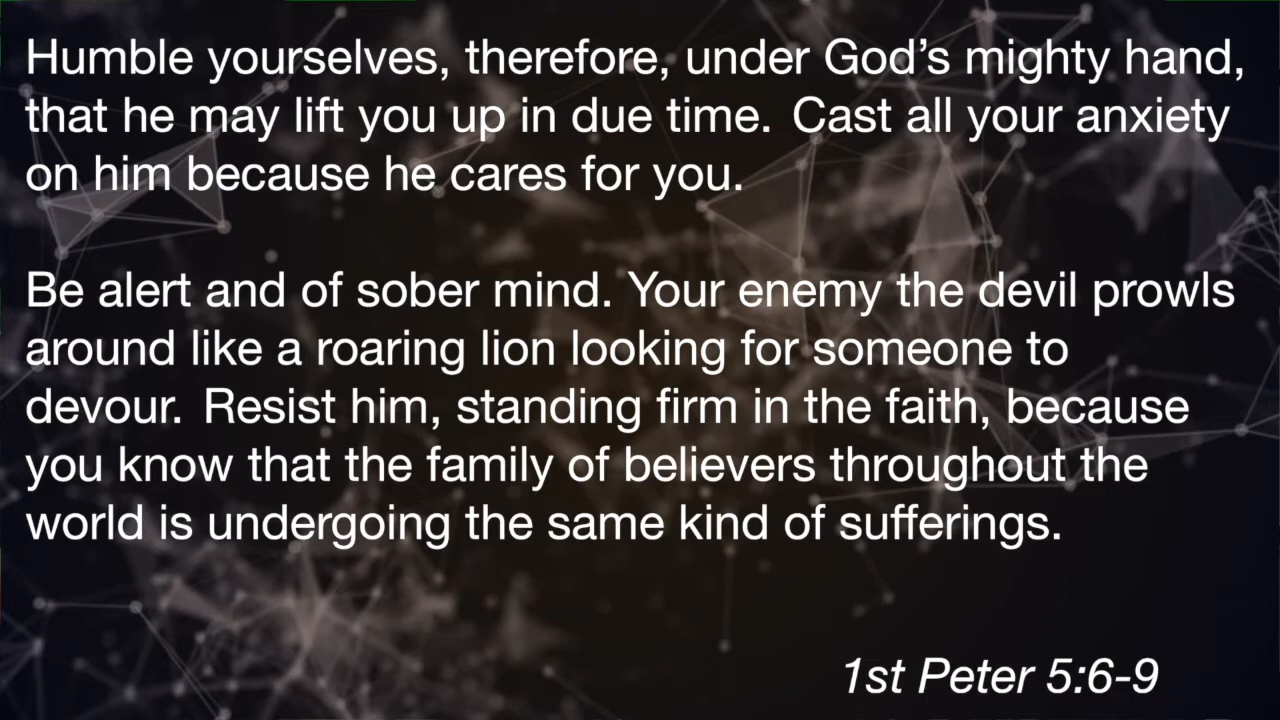 Humble yourselves, therefore, under God’s mighty hand,
that he may lift you up in due time. Cast all your anxiety
on him because he cares for you.
Be alert and of sober mind. Your enemy the devil prowls
around like a roaring lion looking for someone to
devour. Resist him, standing firm in the faith, because
you know that the family of believers throughout the
world is undergoing the same kind of sufferings.
1st Peter 5:6-9